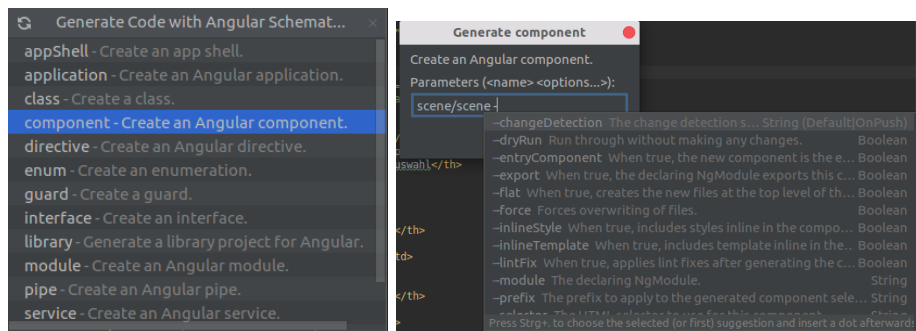 Generate Code with Angular Schemat...
appShell - Create an app shell.
application - Create an Angular application.
class - Create a class.
component - Create an Angular component.
directive - Create an Angular directive.
enum - Create an enumeration.
guard - Create a guard.
interface - Create an interface.
library - Generate a library project for Angular.
module - Create an Angular module.
pipe - Create an Angular pipe.
service - Create an Angular service.
Generate component
Create an Angular component.
Parameters (<name> <options...>):
scene/scene -
--changeDetection The change detection s... String (Default|OnPush)
--dryRun Run through without making any changes. Boolean
--entryComponent When true, the new component is the e... Boolean
--export When true, the declaring NgModule exports this c... Boolean
--flat When true, creates the new files at the top level of th... Boolean
--force Forces overwriting of files. Boolean
--inlineStyle When true, includes styles inline in the compo... Boolean
--inlineTemplate When true, includes template inline in the... Boolean
--lintFix When true, applies lint fixes after generating the c... Boolean
--module The declaring NgModule. String
--prefix The prefix to apply to the generated component sele... String
Press Strg+. to choose the selected (or first) suggestion and insert a dot afterward
uswahl</th>
</th>
td>
</th>